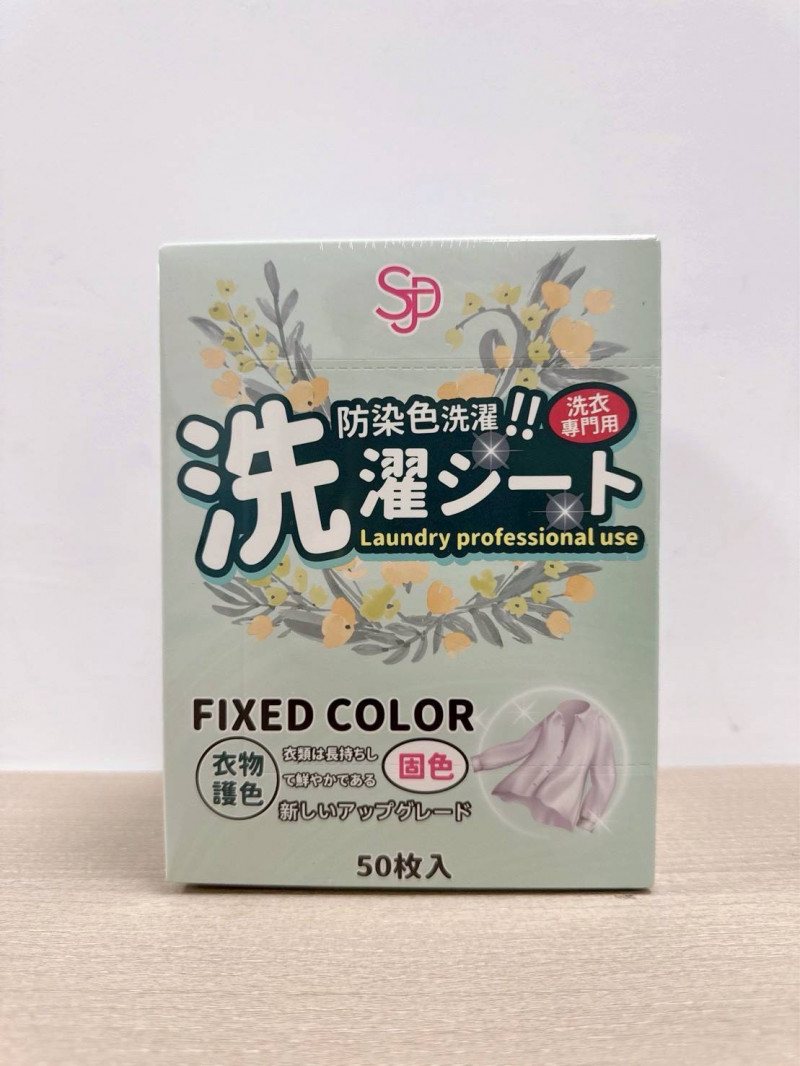 SJD
防染色洗濯!!
洗衣
專門用
洗濯シート
Laundry professional use
FIXED COLOR
衣物
護色
衣類は長持ちし
て鮮やかである
固色
新しいアップグレード
50枚入